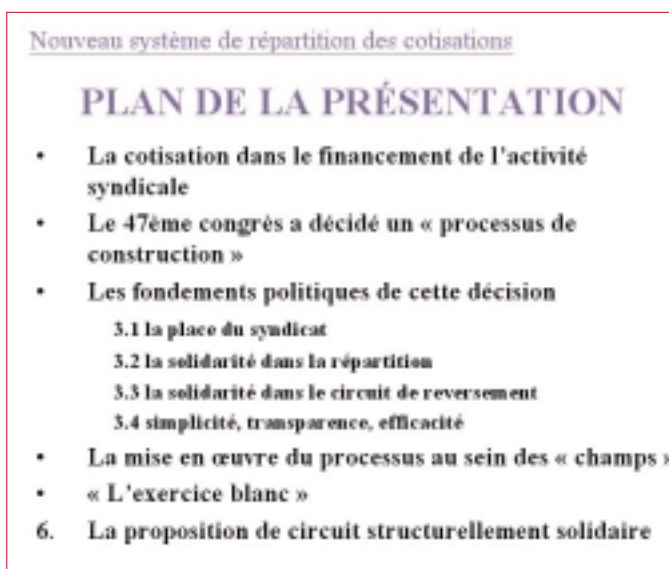 Nouveau système de répartition des cotisations
PLAN DE LA PRÉSENTATION
• La cotisation dans le financement de l'activité
syndicale
• Le 47ème congrès a décidé un « processus de
construction »
• Les fondements politiques de cette décision
3.1 la place du syndicat
3.2 la solidarité dans la répartition
3.3 la solidarité dans le circuit de reversement
3.4 simplicité, transparence, efficacité
• La mise en œuvre du processus au sein des « champs »
• « L'exercice blanc »
6. La proposition de circuit structurellement solidaire